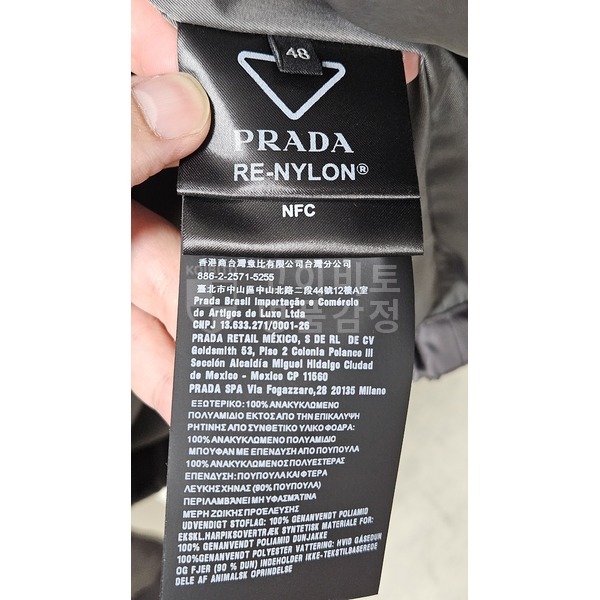 48
PRADA
RE-NYLON®
NFC
香港商台灣查比有限公司台灣分公司
886-2-2571-5255
臺北市中山區中山北路二段44號12樓A室
Prada Brasil Importação e Comércio
de Artigos de Luxo Ltda
CNPJ 13.633.271/0001-26
PRADA RETAIL MÉXICO, S DE RL DE CV
Goldsmith 53, Piso 2 Colonia Polanco III
Sección Alcaldía Miguel Hidalgo Ciudad
de Mexico - Mexico CP 11560
PRADA SPA Via Fogazzaro,28 20135 Milano
ΕΞΩΤΕΡΙΚΟ: 100% ΑΝΑΚΥΚΛΩΜΕΝΟ
ΠΟΛΥΑΜΙΔΙΟ ΕΚΤΟΣ ΑΠΟ ΤΗΝ ΕΠΙΚΑΛΥΨΗ
ΡΗΤΙΝΗΣ ΑΠΟ ΣΥΝΘΕΤΙΚΟ ΥΛΙΚΟ ΦΟΔΡΑ:
100% ΑΝΑΚΥΚΛΩΜΕΝΟ ΠΟΛΥΑΜΙΔΙΟ
ΜΠΟΥΦΑΝ ΜΕ ΕΠΕΝΔΥΣΗ ΑΠΟ ΠΟΥΠΟΥΛΑ
100% ΑΝΑΚΥΚΛΩΜΕΝΟΣ ΠΟΛΥΕΣΤΕΡΑΣ
ΕΠΕΝΔΥΣΗ: ΠΟΥΠΟΥΛΑ ΚΑΙ ΦΤΕΡΑ
ΛΕΥΚΗΣ ΧΗΝΑΣ (90% ΠΟΥΠΟΥΛΑ)
ΠΕΡΙΛΑΜΒΑΝΕΙ ΜΗ ΥΦΑΣΜΑΤΙΝΑ
ΜΕΡΗ ΖΩΙΚΗΣ ΠΡΟΕΛΕΥΣΗΣ
UDVENDIGT STOFLAG: 100% GENANVENDT POLIAMID
EKSKL.HARPIKSOVERTRÆK SYNTETISK MATERIALE FOR:
100% GENANVENDT POLIAMID DUNJAKKE
100% GENANVENDT POLYESTER VATTERING: HVID GÅSEDUN
OG FJER (90 % DUN) INDEHOLDER IKKE-TEKSTILBASEREDE
DELE AF ANIMALSK OPRINDELSE